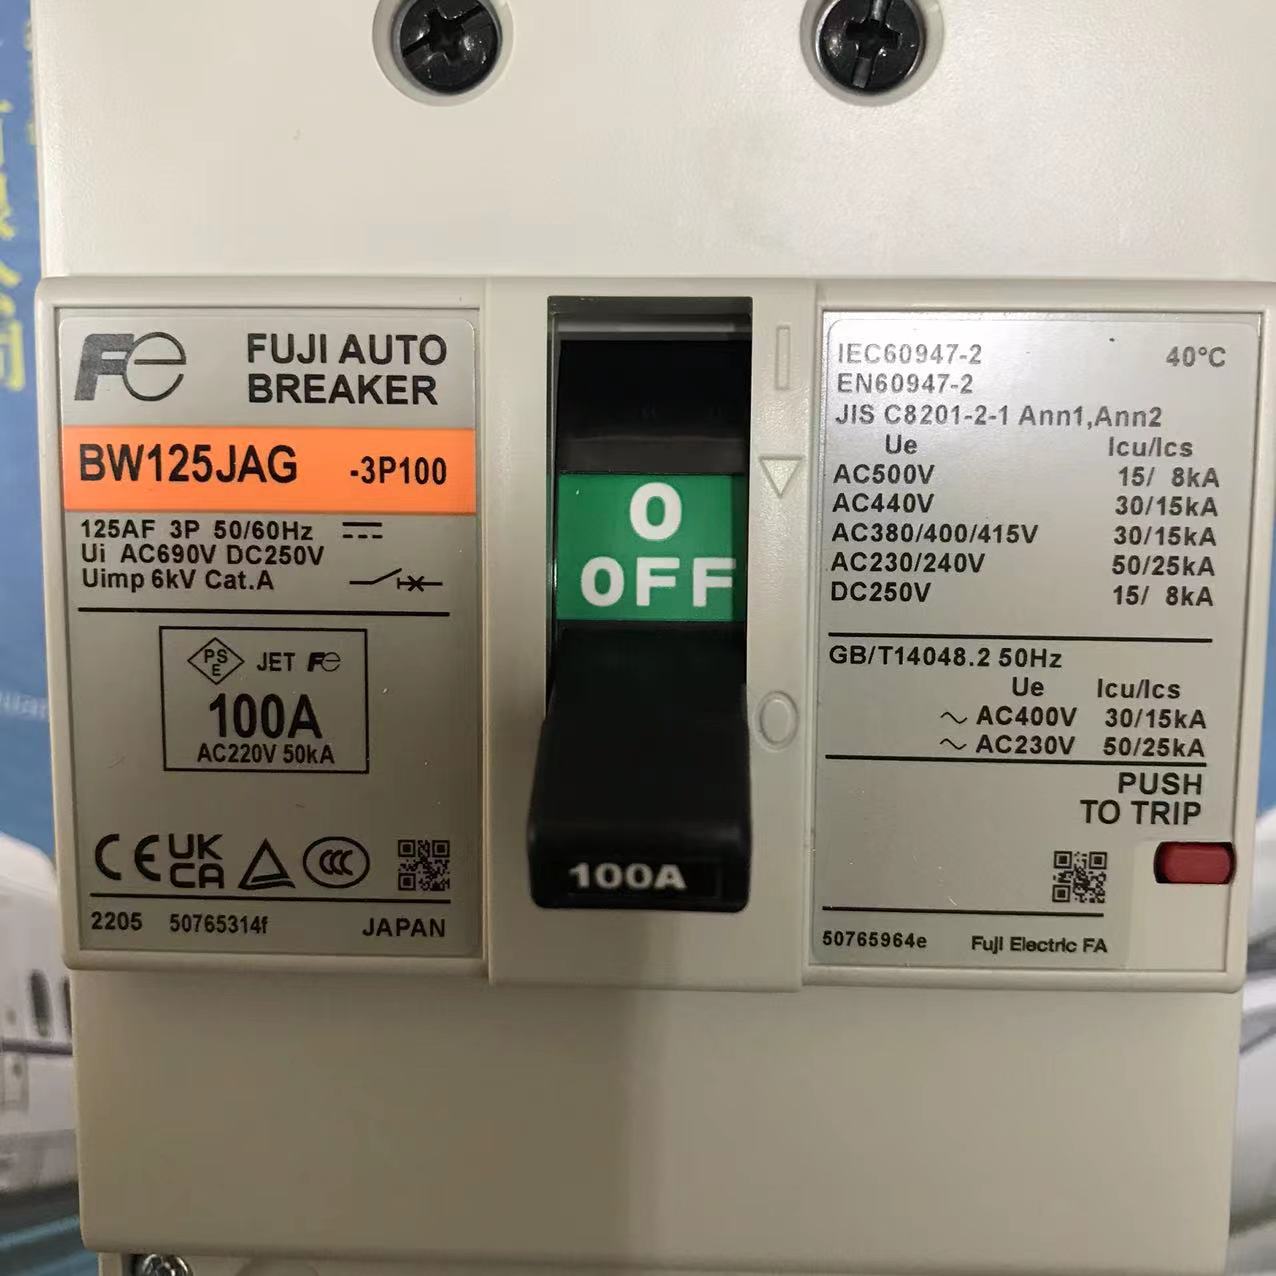 Fe FUJI AUTO
BREAKER
BW125JAG -3P100
125AF 3P 50/60Hz
Ui AC690V DC250V
Uimp 6kV Cat.A
PS
E
JET Fe
100A
AC220V 50kA
CE UK
CA
CCC
2205 50765314f JAPAN
O
OFF
100A
IEC60947-2 40°C
EN60947-2
JIS C8201-2-1 Ann1,Ann2
Ue Icu/Ics
AC500V 15/ 8kA
AC440V 30/15kA
AC380/400/415V 30/15kA
AC230/240V 50/25kA
DC250V 15/ 8kA
GB/T14048.2 50Hz
Ue Icu/Ics
～ AC400V 30/15kA
～ AC230V 50/25kA
PUSH
TO TRIP
50765964e Fuji Electric FA